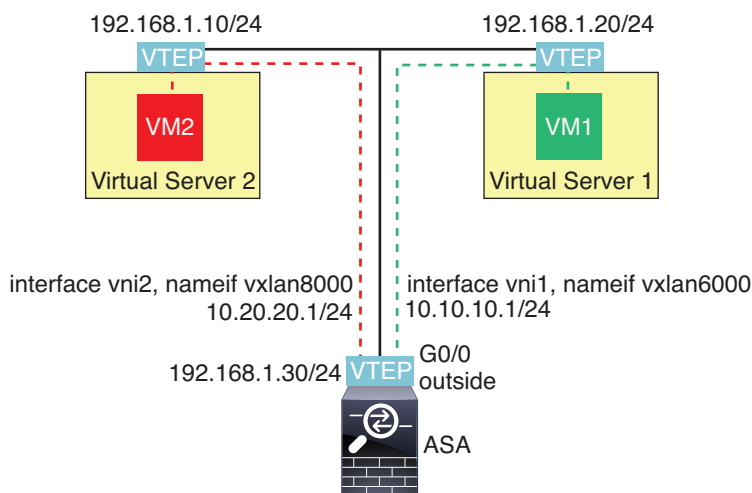 192.168.1.10/24
192.168.1.20/24
VTEP
VTEP
VM2
VM1
Virtual Server 2
Virtual Server 1
interface vni2, nameif vxlan8000
10.20.20.1/24
interface vni1, nameif vxlan6000
10.10.10.1/24
192.168.1.30/24
VTEP
G0/0
outside
ASA